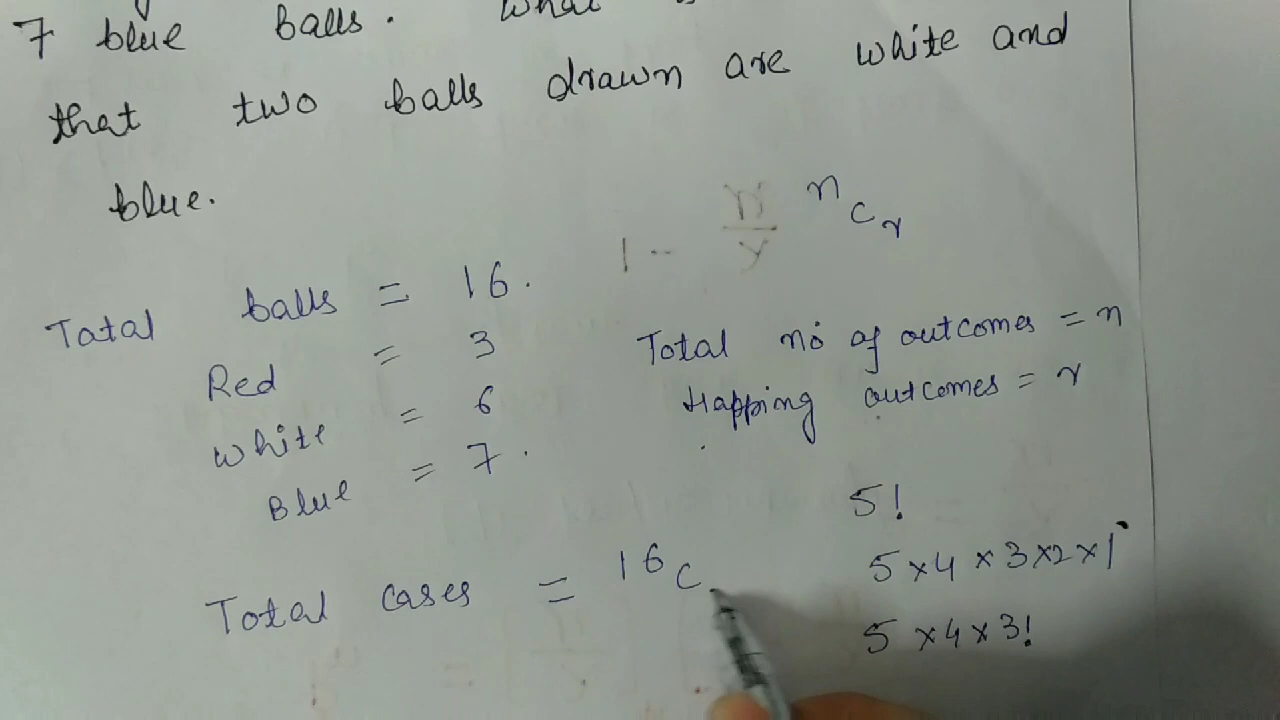 7 blue balls. What
that two balls drawn are white and
blue.
nCr
Total balls = 16.
Red = 3
White = 6
Blue = 7.
Total no of outcomes = n
Happing outcomes = r
5!
5×4×3×2×1
5×4×3!
Total cases = 16C